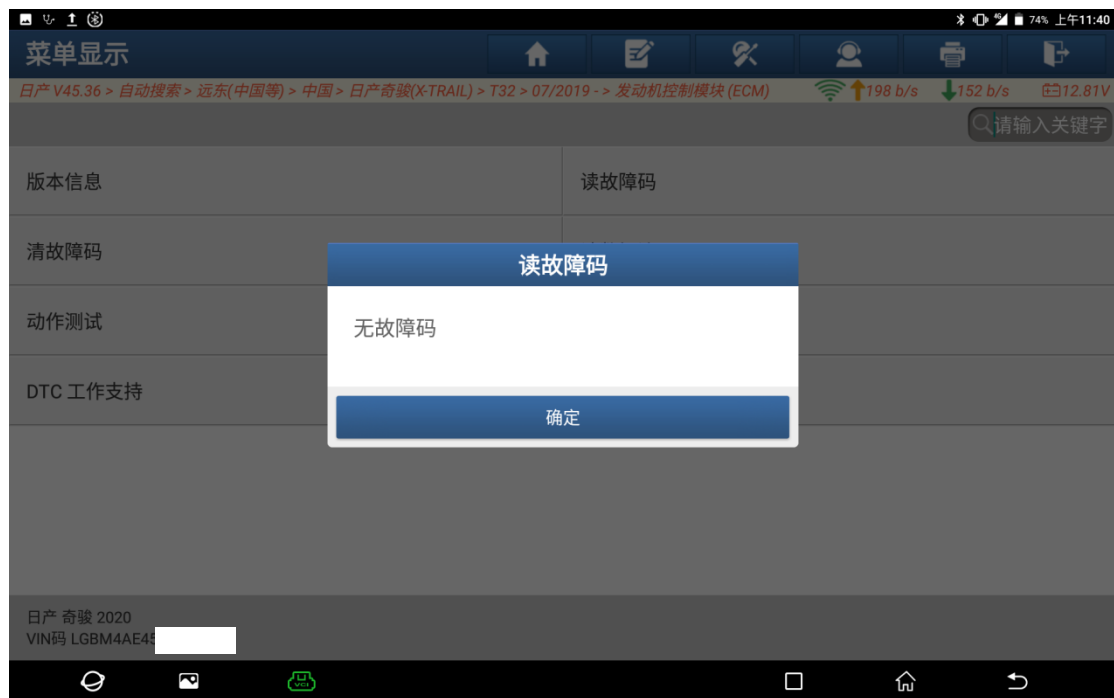 74% 上午11:40
菜单显示
日产 V45.36 > 自动搜索 > 远东(中国等) > 中国 > 日产奇骏(X-TRAIL) > T32 > 07/2019 - > 发动机控制模块 (ECM) 198 b/s 152 b/s 12.81V
请输入关键字
版本信息 读故障码
清故障码
读故障码
动作测试
无故障码
DTC 工作支持
确定
日产 奇骏 2020
VIN码 LGBM4AE45
VCI